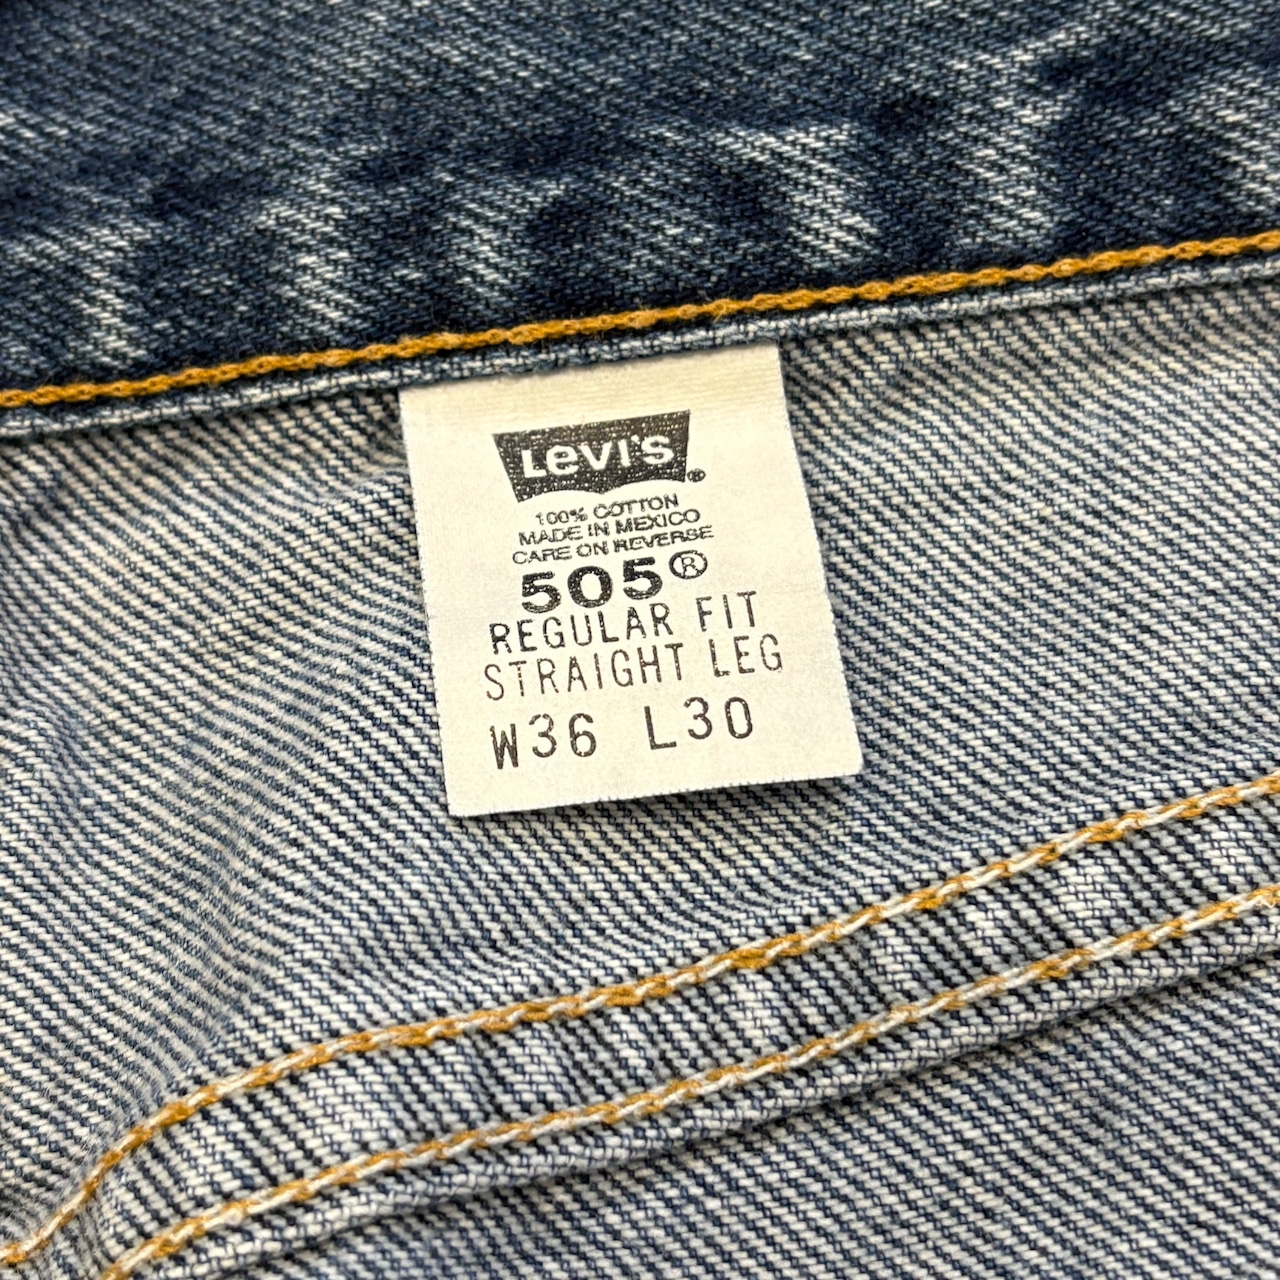 Levi's®
100% COTTON
MADE IN MEXICO
CARE ON REVERSE
505®
REGULAR FIT
STRAIGHT LEG
W36 L30